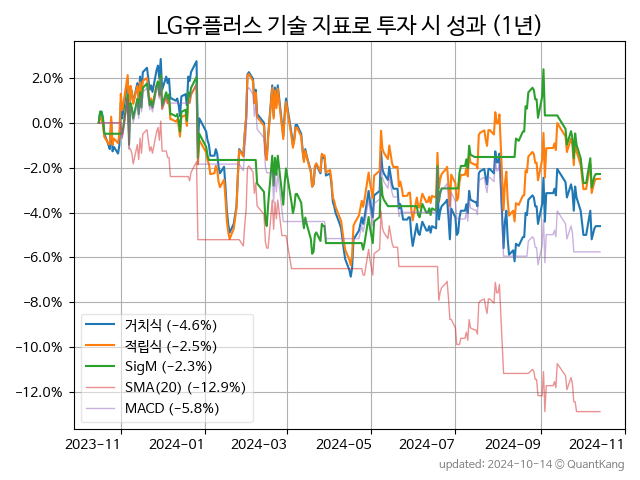 LG유플러스 기술 지표로 투자 시 성과 (1년)
2.0%
0.0%
−2.0%
−4.0%
−6.0%
−8.0%
−10.0%
−12.0%
거치식 (−4.6%)
적립식 (−2.5%)
SigM (−2.3%)
SMA(20) (−12.9%)
MACD (−5.8%)
2023-11 2024-01 2024-03 2024-05 2024-07 2024-09 2024-11
updated: 2024-10-14 © QuantKang